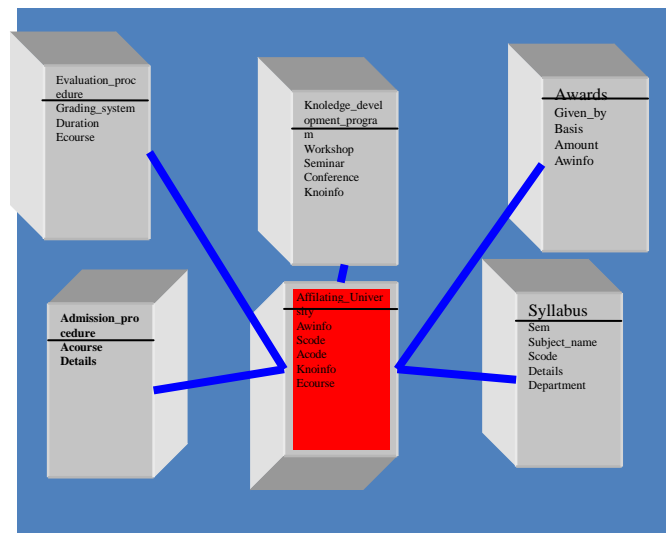 Evaluation_proc
edure
Grading_system
Duration
Ecourse
Knoledge_devel
opment_progra
m
Workshop
Seminar
Conference
Knoinfo
Awards
Given_by
Basis
Amount
Awinfo
Admission_pro
cedure
Acourse
Details
Affilating_Univer
sity
Awinfo
Scode
Acode
Knoinfo
Ecourse
Syllabus
Sem
Subject_name
Scode
Details
Department